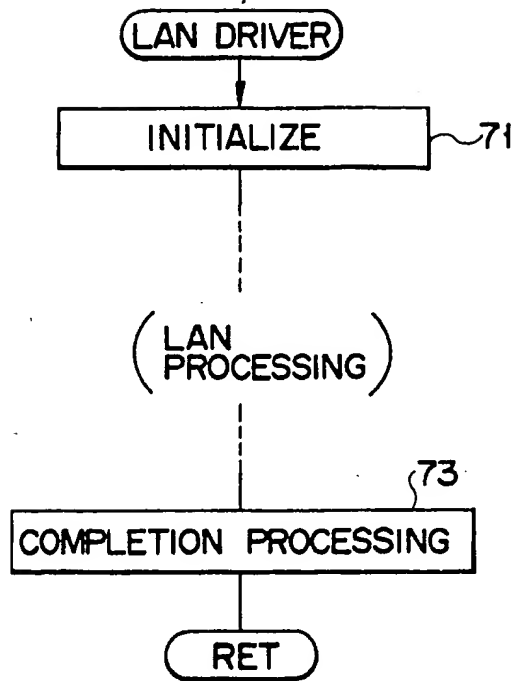 LAN DRIVER
INITIALIZE
71
(LAN
PROCESSING)
73
COMPLETION PROCESSING
RET